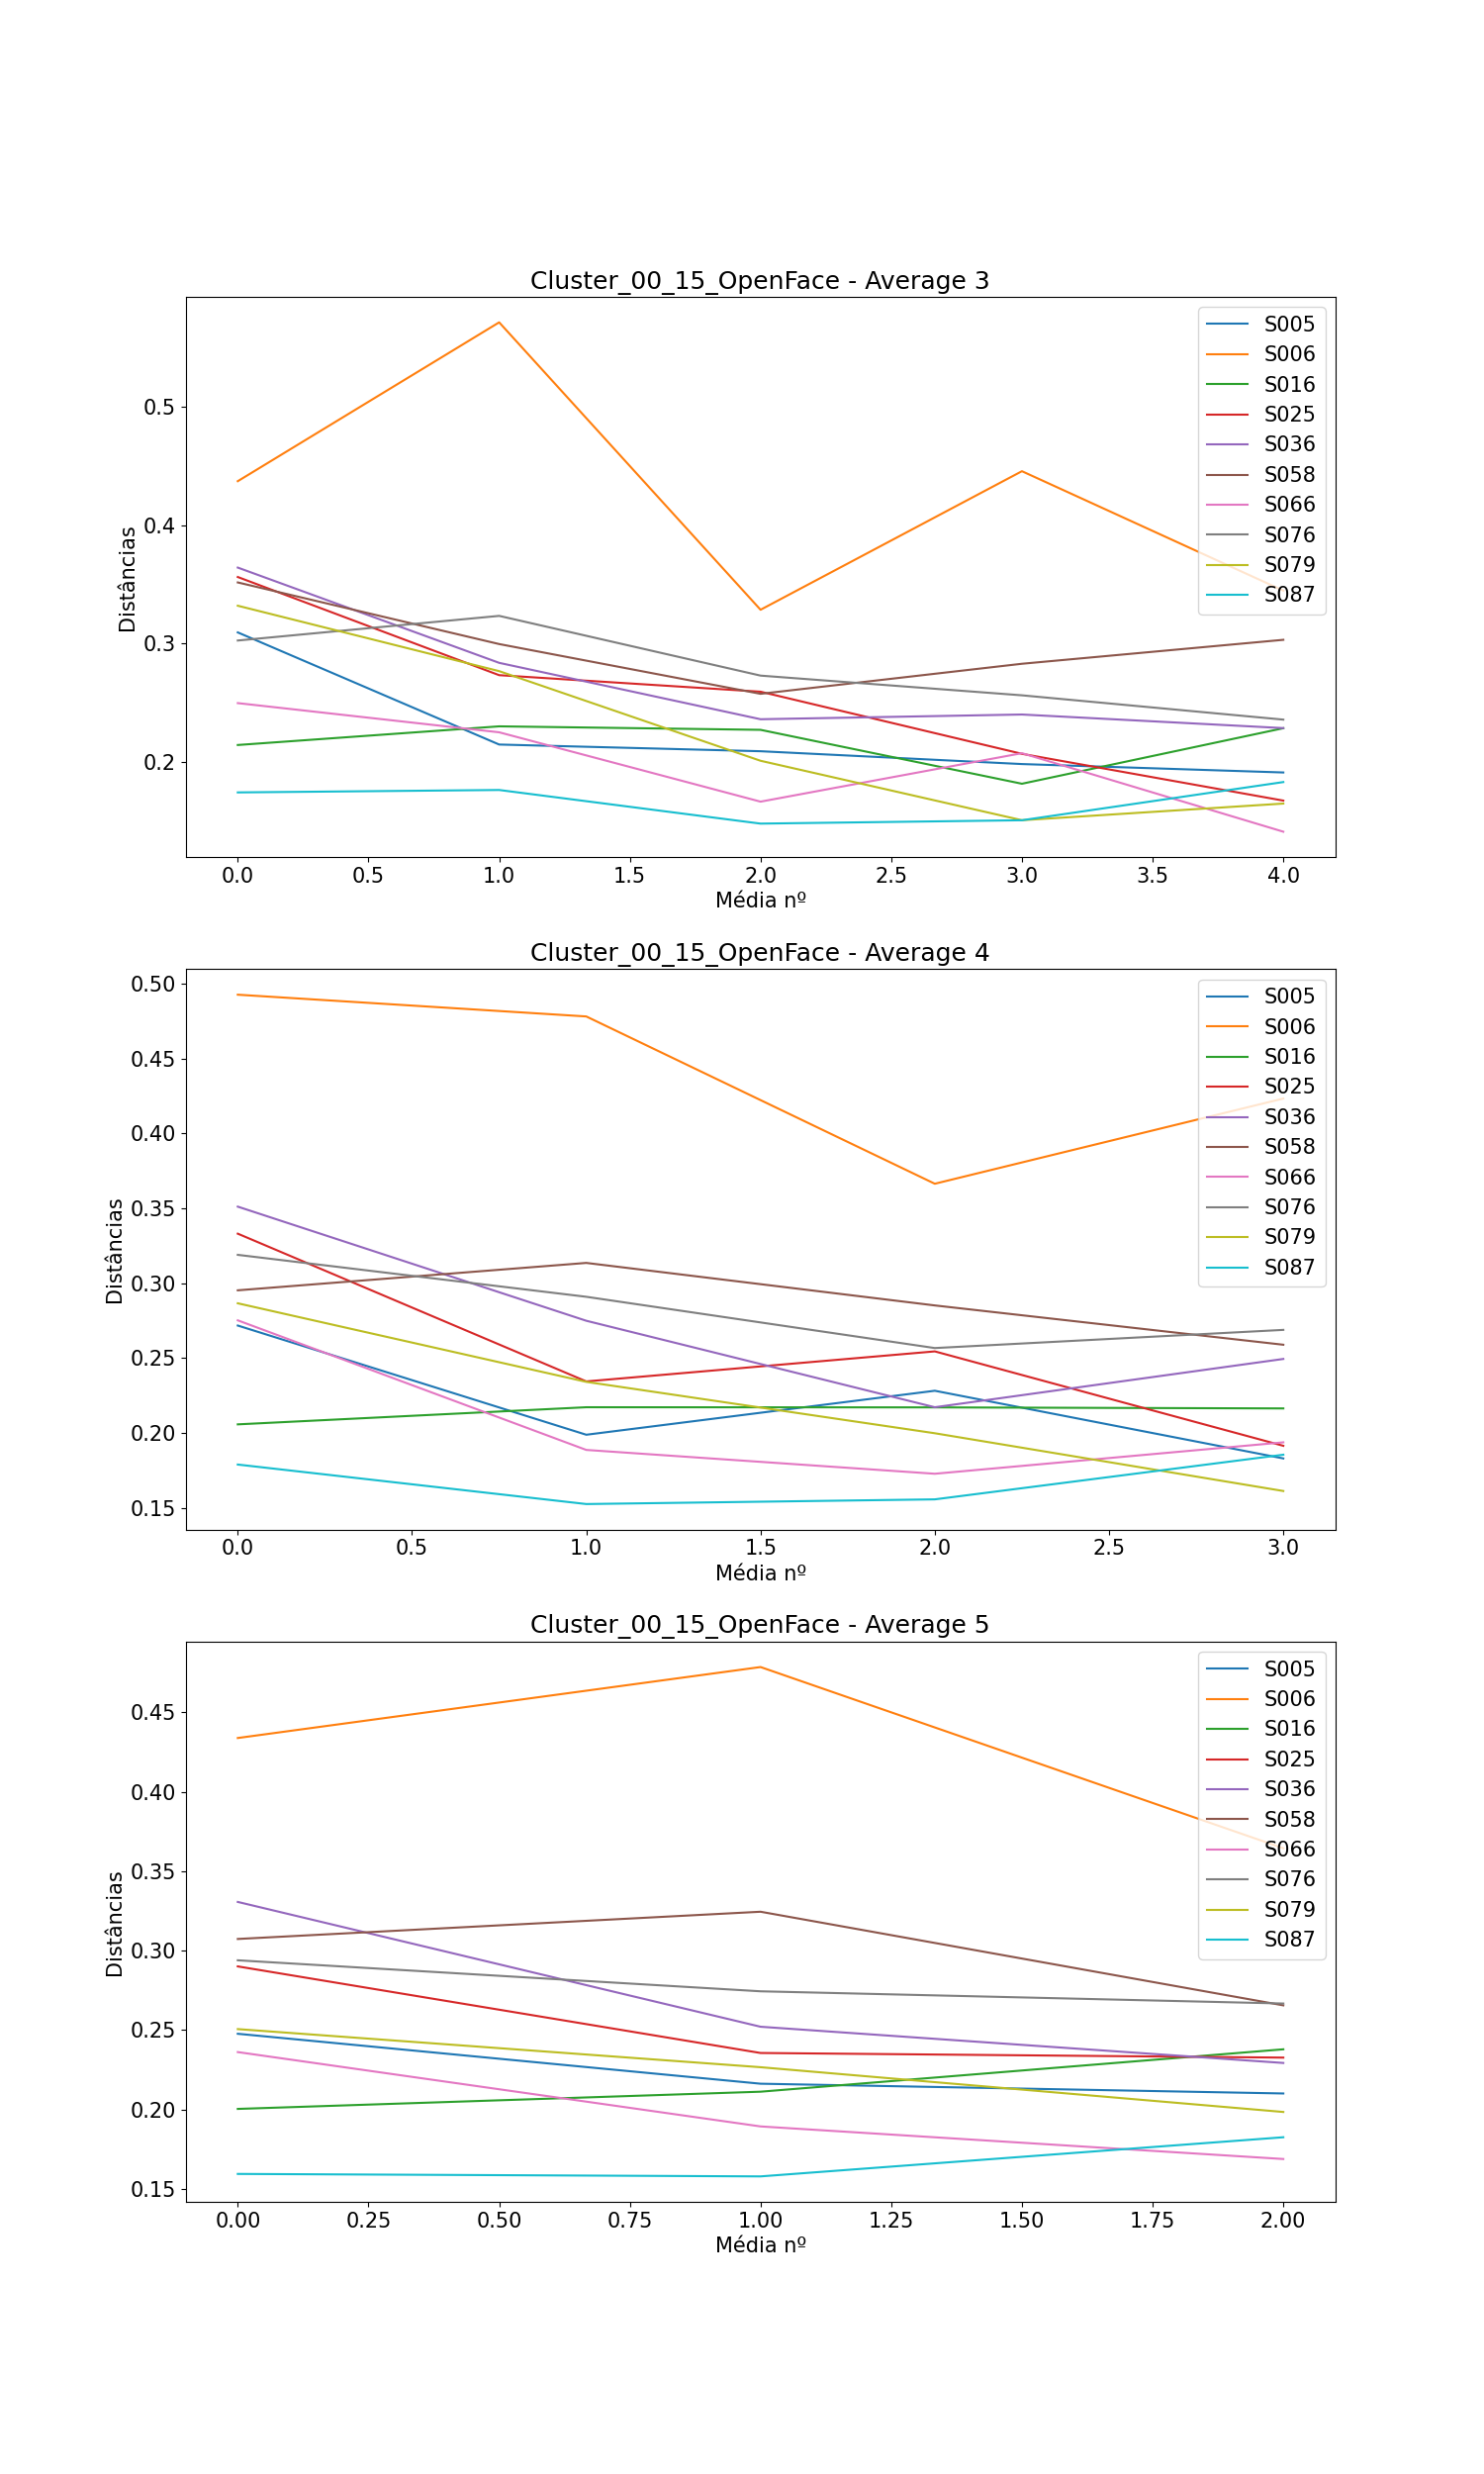 Cluster_00_15_OpenFace - Average 3
Distâncias
0.5
0.4
0.3
0.2
0.0 0.5 1.0 1.5 2.0 2.5 3.0 3.5 4.0
Média nº
S005
S006
S016
S025
S036
S058
S066
S076
S079
S087
Cluster_00_15_OpenFace - Average 4
Distâncias
0.50
0.45
0.40
0.35
0.30
0.25
0.20
0.15
0.0 0.5 1.0 1.5 2.0 2.5 3.0
Média nº
S005
S006
S016
S025
S036
S058
S066
S076
S079
S087
Cluster_00_15_OpenFace - Average 5
Distâncias
0.45
0.40
0.35
0.30
0.25
0.20
0.15
0.00 0.25 0.50 0.75 1.00 1.25 1.50 1.75 2.00
Média nº
S005
S006
S016
S025
S036
S058
S066
S076
S079
S087